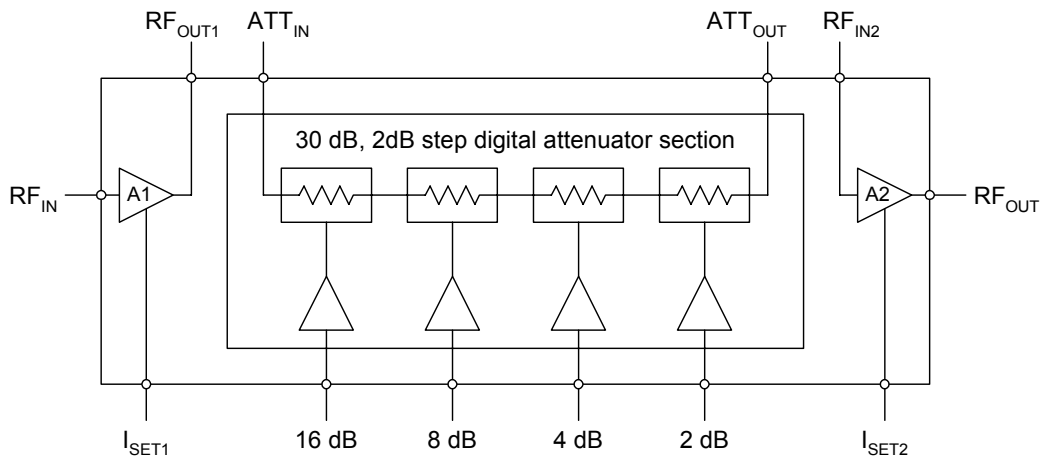 RF_OUT1 ATT_IN ATT_OUT RF_IN2
30 dB, 2dB step digital attenuator section
RF_IN A1 A2 RF_OUT
I_SET1 16 dB 8 dB 4 dB 2 dB I_SET2